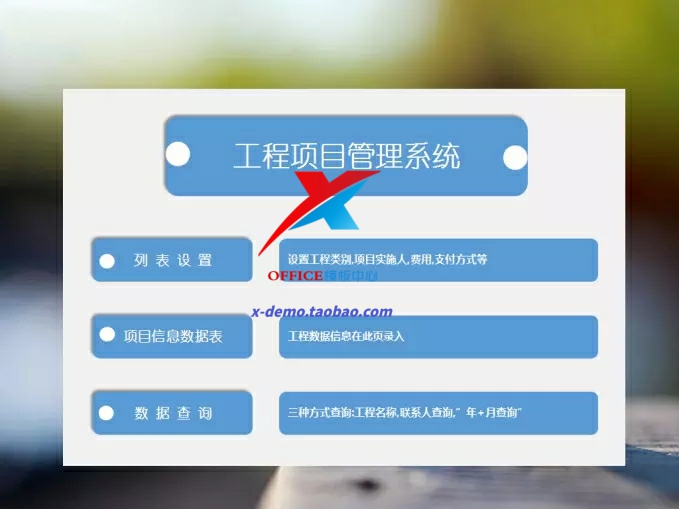 工程项目管理系统
列表设置
设置工程类别,项目实施人,费用,支付方式等
OFFICE模板中心
x-demo.taobao.com
项目信息数据表
工程数据信息在此页录入
数据查询
三种方式查询:工程名称,联系人查询,"年+月查询"